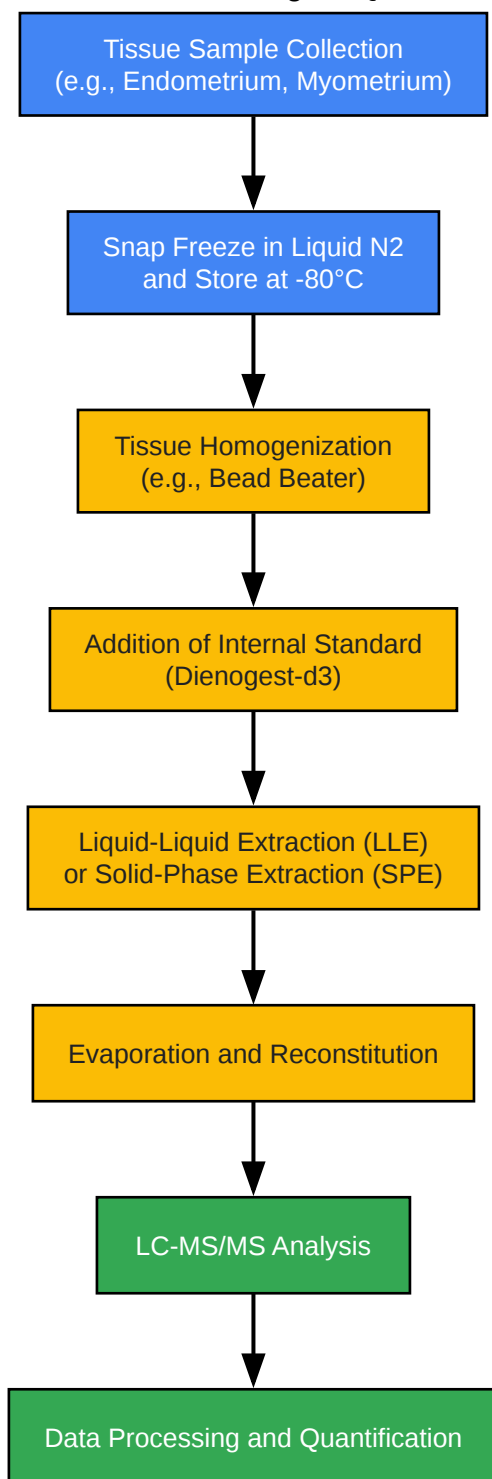 Tissue Sample Collection
(e.g., Endometrium, Myometrium)
Snap Freeze in Liquid N2
and Store at -80°C
Tissue Homogenization
(e.g., Bead Beater)
Addition of Internal Standard
(Dienogest-d3)
Liquid-Liquid Extraction (LLE)
or Solid-Phase Extraction (SPE)
Evaporation and Reconstitution
LC-MS/MS Analysis
Data Processing and Quantification